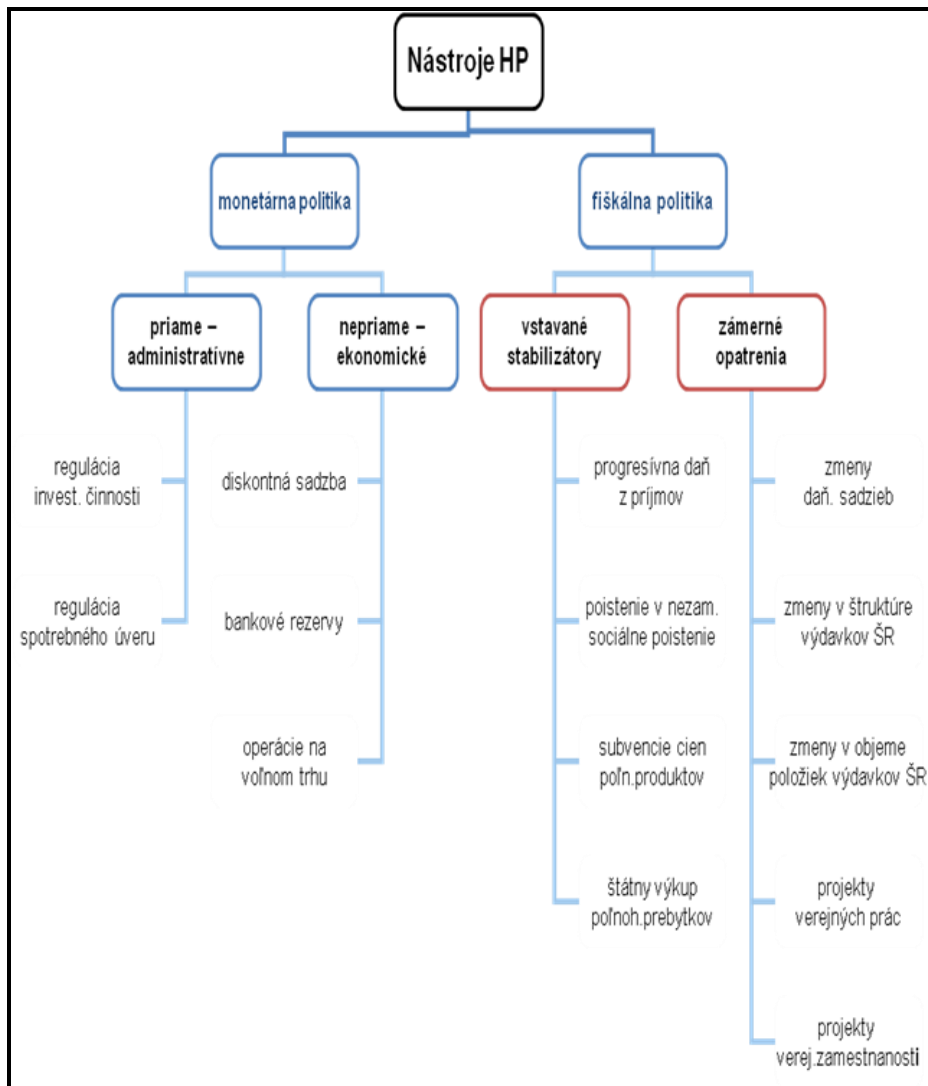 Nástroje HP
monetárna politika
fiškálna politika
priame –
administratívne
nepriame –
ekonomické
vstavané
stabilizátory
zámerné
opatrenia
regulácia
invest. činnosti
regulácia
spotrebného úveru
diskontná sadzba
bankové rezervy
operácie na
voľnom trhu
progresívna daň
z príjmov
poistenie v nezam.
sociálne poistenie
subvencie cien
poľn.produktov
štátny výkup
poľnoh.prebytkov
zmeny
daň. sadzieb
zmeny v štruktúre
výdavkov ŠR
zmeny v objeme
položiek výdavkov ŠR
projekty
verejných prác
projekty
verej.zamestnanosti